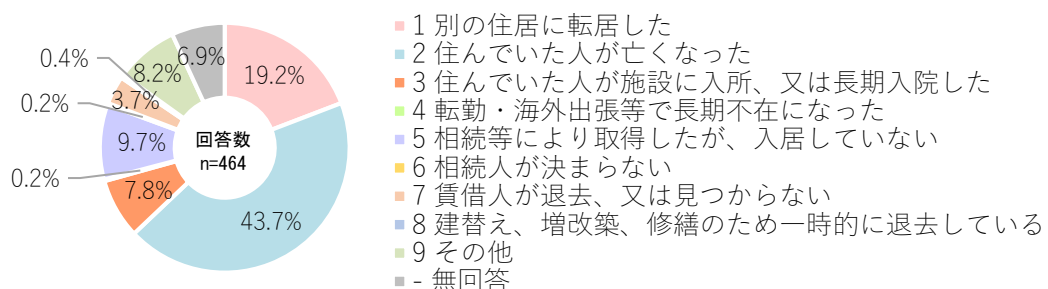 6.9%
0.4%
8.2%
19.2%
3.7%
0.2%
9.7%
回答数
n=464
0.2%
7.8%
43.7%
1 別の住居に転居した
2 住んでいた人が亡くなった
3 住んでいた人が施設に入所、又は長期入院した
4 転勤・海外出張等で長期不在になった
5 相続等により取得したが、入居していない
6 相続人が決まらない
7 賃借人が退去、又は見つからない
8 建替え、増改築、修繕のため一時的に退去している
9 その他
- 無回答